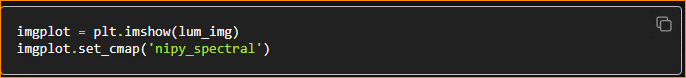 imgplot = plt.imshow(lum_img)
imgplot.set_cmap('nipy_spectral')